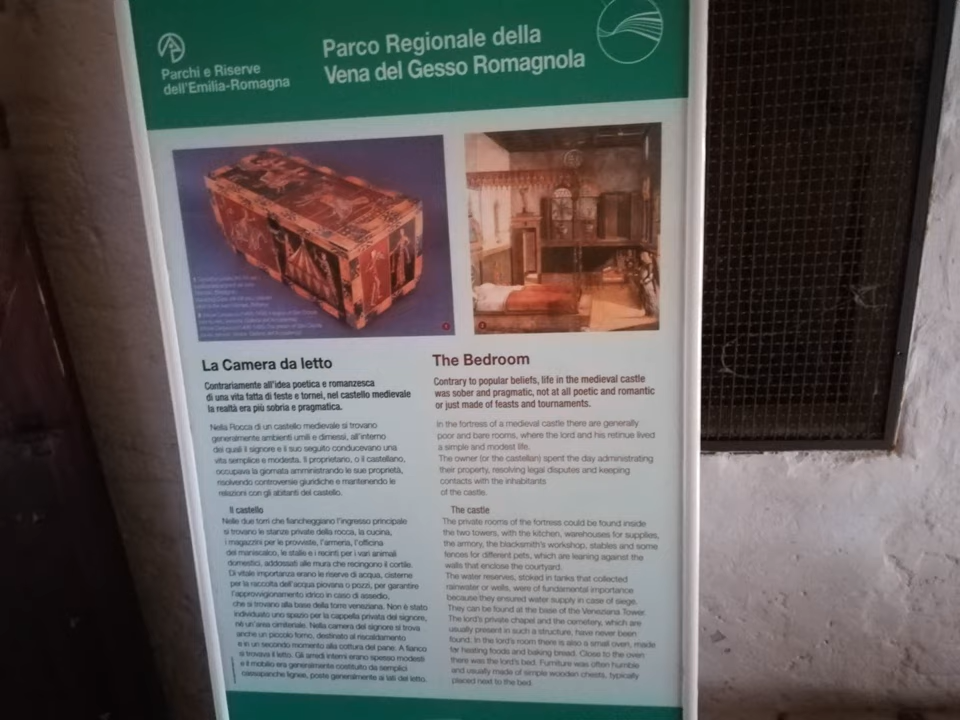 Parchi e Riserve
dell'Emilia-Romagna
Parco Regionale della
Vena del Gesso Romagnola
La Camera da letto
Contrariamente all'idea poetica e romanzesca
di una vita fatta di feste e tornei, nel castello medievale
la realtà era più sobria e pragmatica.
Nella Rocca di un castello medievale si trovano
generalmente ambienti umili e dimessi, all'interno
dei quali il signore e il suo seguito conducevano una
vita semplice e modesta. Il proprietario, o il castellano,
occupava la giornata amministrando le sue proprietà,
risolvendo controversie giuridiche e mantenendo le
relazioni con gli abitanti del castello.
Il castello
Nelle due torri che fiancheggiano l'ingresso principale
si trovano le stanze private della rocca, la cucina,
i magazzini per le provviste, l'armeria, l'officina
del maniscalco, le stalle e i recinti per i vari animali
domestici, addossati alle mura che recingono il cortile.
Di vitale importanza erano le riserve di acqua, cisterne
per la raccolta dell'acqua piovana o pozzi, per garantire
l'approvvigionamento idrico in caso di assedio,
che si trovano alla base della torre veneziana. Non è stato
individuato uno spazio per la cappella privata del signore,
né un'area cimiteriale. Nella camera del signore si trova
anche un piccolo forno, destinato al riscaldamento
e in un secondo momento alla cottura del pane. A fianco
si trovava il letto. Gli arredi interni erano spesso modesti
e il mobilio era generalmente costituito da semplici
cassapanche lignee, poste generalmente ai lati del letto.
The Bedroom
Contrary to popular beliefs, life in the medieval castle
was sober and pragmatic, not at all poetic and romantic
or just made of feasts and tournaments.
In the fortress of a medieval castle there are generally
poor and bare rooms, where the lord and his retinue lived
a simple and modest life.
The owner (or the castellan) spent the day administrating
their property, resolving legal disputes and keeping
contacts with the inhabitants
of the castle.
The castle
The private rooms of the fortress could be found inside
the two towers, with the kitchen, warehouses for supplies,
the armory, the blacksmith's workshop, stables and some
fences for different pets, which are leaning against the
walls that enclose the courtyard.
The water reserves, stoked in tanks that collected
rainwater or wells, were of fundamental importance
because they ensured water supply in case of siege.
They can be found at the base of the Veneziana Tower.
The lord's private chapel and the cemetery, which are
usually present in such a structure, have never been
found. In the lord's room there is also a small oven, made
for heating foods and baking bread. Close to the oven
there was the lord's bed. Furniture was often humble
and usually made of simple wooden chests, typically
placed next to the bed.